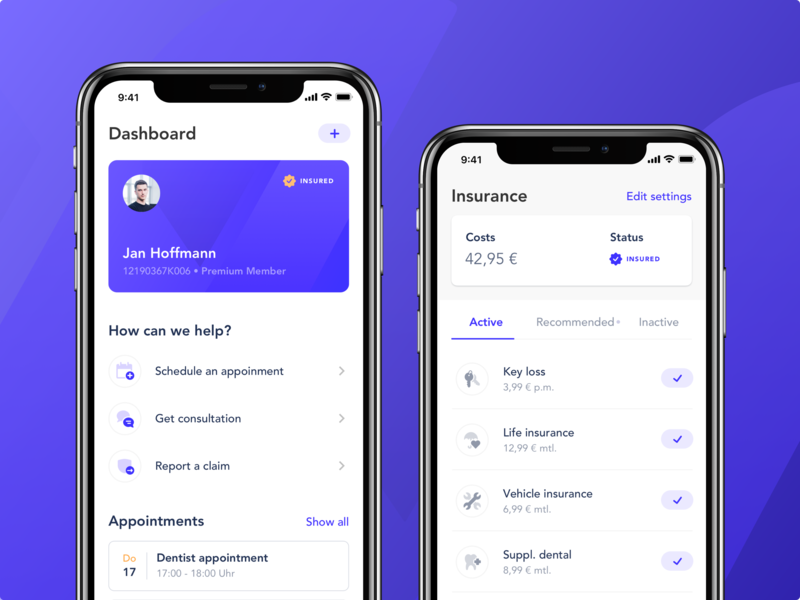 9:41
Dashboard
+
INSURED
Jan Hoffmann
12190367K006 • Premium Member
How can we help?
Schedule an appoinment
Get consultation
Report a claim
Appointments
Show all
Do
17
Dentist appointment
17:00 - 18:00 Uhr
9:41
Insurance
Edit settings
Costs
Status
42,95 €
INSURED
Active
Recommended
Inactive
Key loss
3,99 € p.m.
Life insurance
12,99 € mtl.
Vehicle insurance
6,99 € mtl.
Suppl. dental
8,99 € mtl.